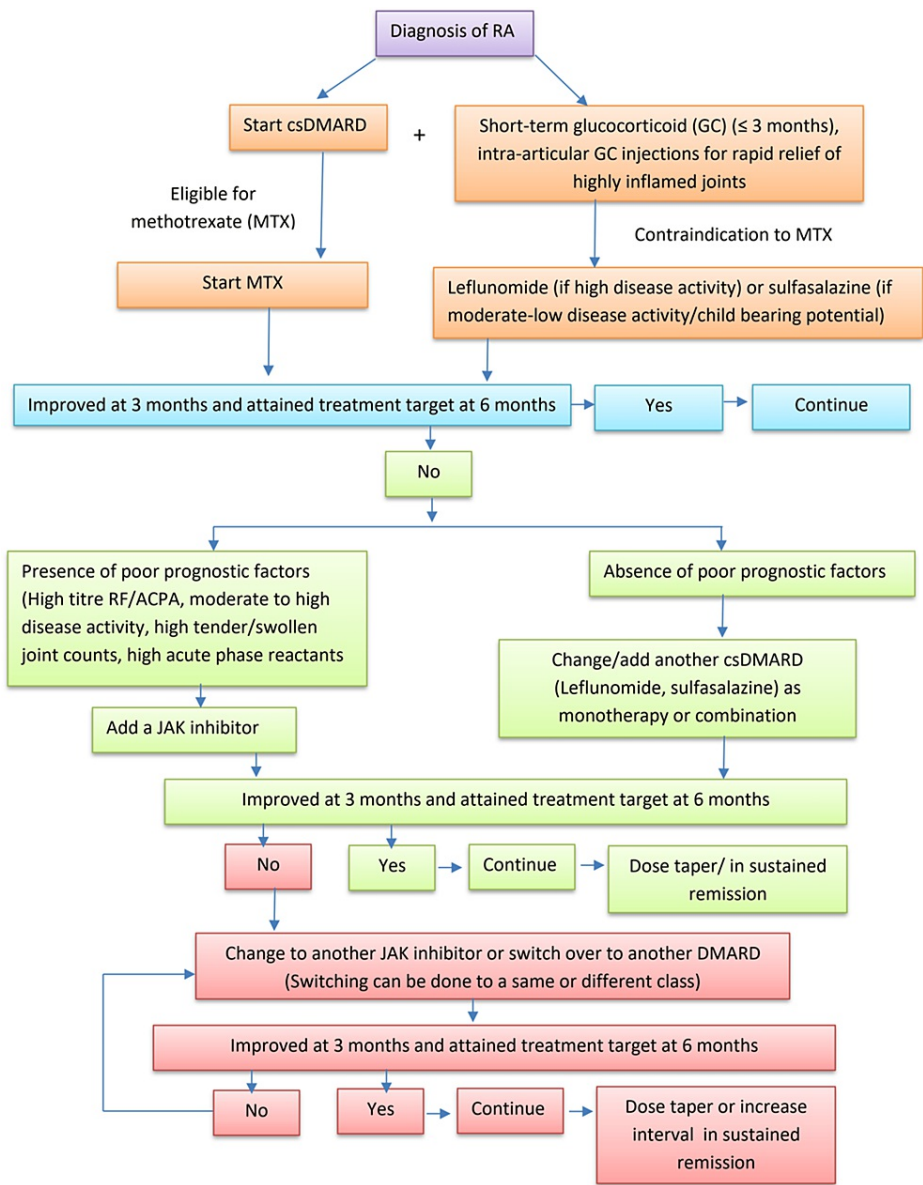 Diagnosis of RA
Start csDMARD
+
Short-term glucocorticoid (GC) (≤ 3 months),
intra-articular GC injections for rapid relief of
highly inflamed joints
Eligible for
methotrexate (MTX)
Contraindication to MTX
Start MTX
Leflunomide (if high disease activity) or sulfasalazine (if
moderate-low disease activity/child bearing potential)
Improved at 3 months and attained treatment target at 6 months
Yes
Continue
No
Presence of poor prognostic factors
(High titre RF/ACPA, moderate to high
disease activity, high tender/swollen
joint counts, high acute phase reactants
Absence of poor prognostic factors
Change/add another csDMARD
(Leflunomide, sulfasalazine) as
monotherapy or combination
Add a JAK inhibitor
Improved at 3 months and attained treatment target at 6 months
No
Yes
Continue
Dose taper/ in sustained
remission
Change to another JAK inhibitor or switch over to another DMARD
(Switching can be done to a same or different class)
Improved at 3 months and attained treatment target at 6 months
No
Yes
Continue
Dose taper or increase
interval in sustained
remission